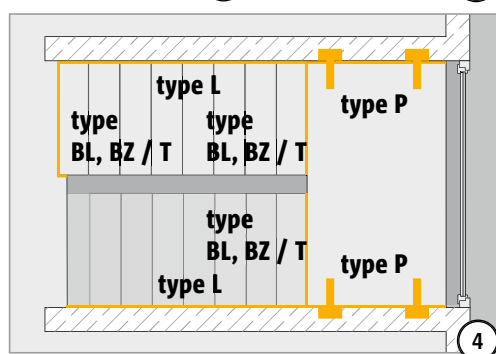 type L
type
BL, BZ / T
type
BL, BZ / T
type P
type
BL, BZ / T
type L
type P
4